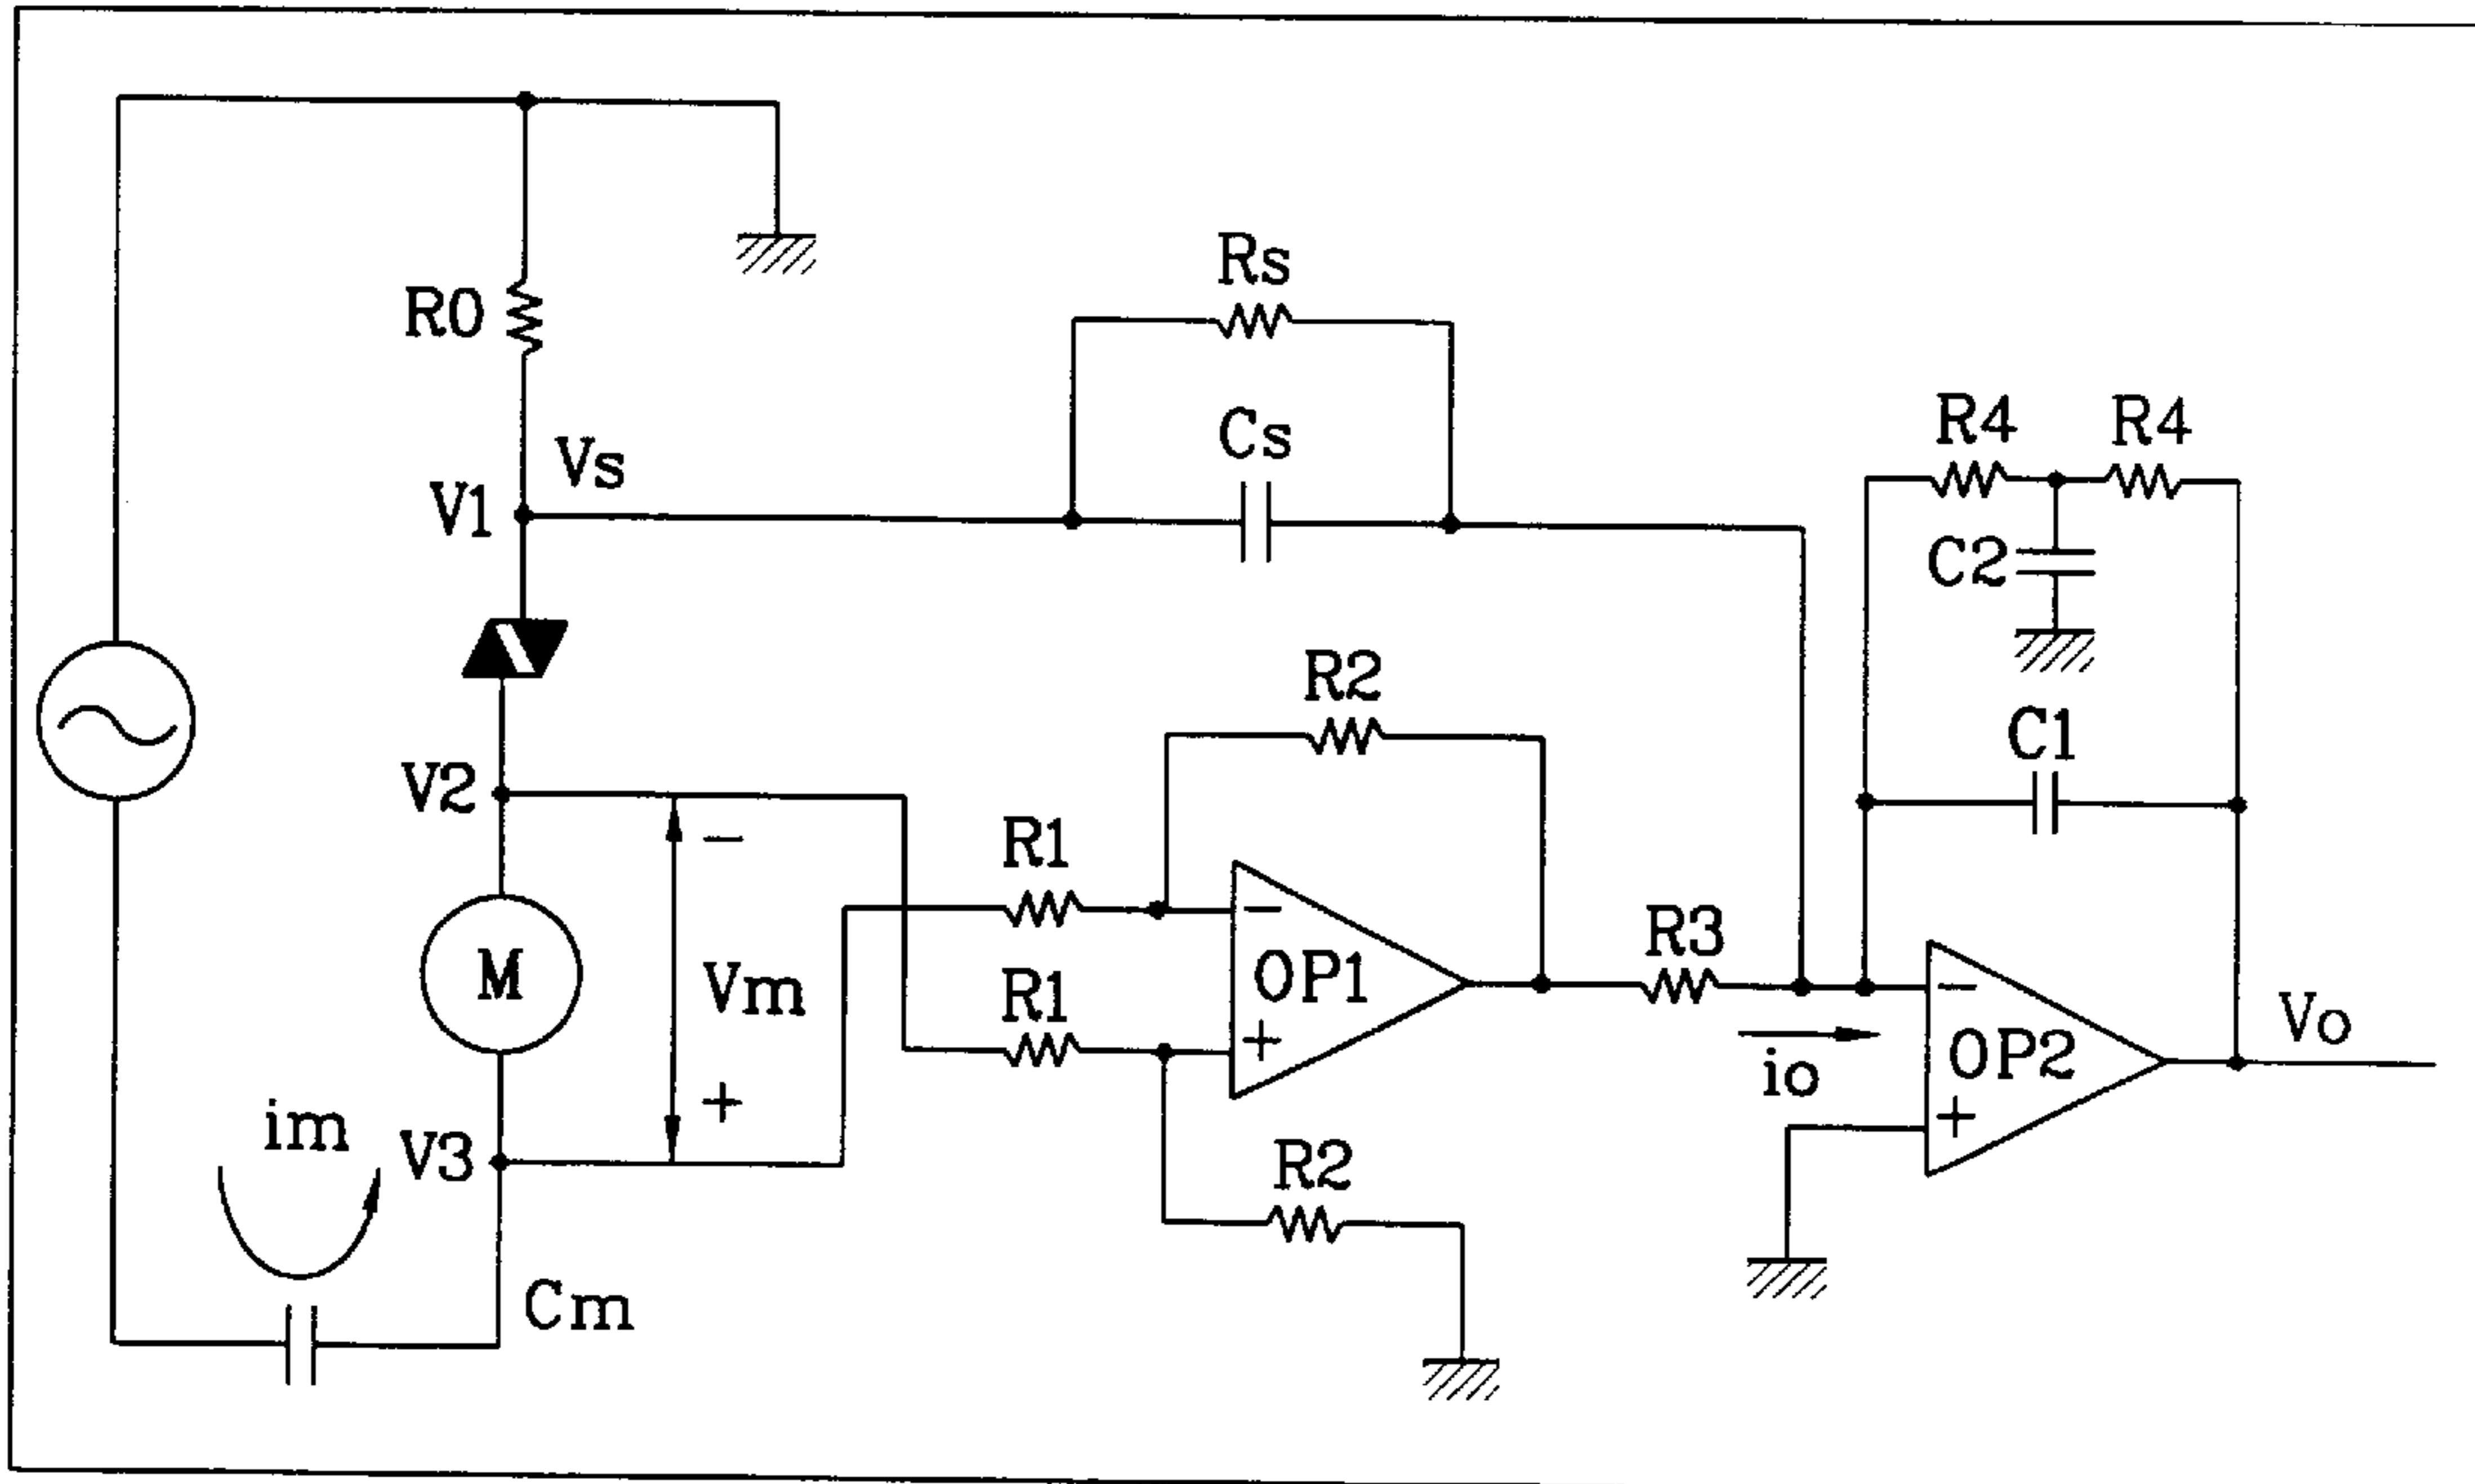 Rs
R0
R4
R4
Cs
Vs
V1
C2
R2
C1
V2
−
R1
R3
M
Vm
R1
−
OP1
+
−
OP2
+
Vo
io
im
+
V3
R2
Cm